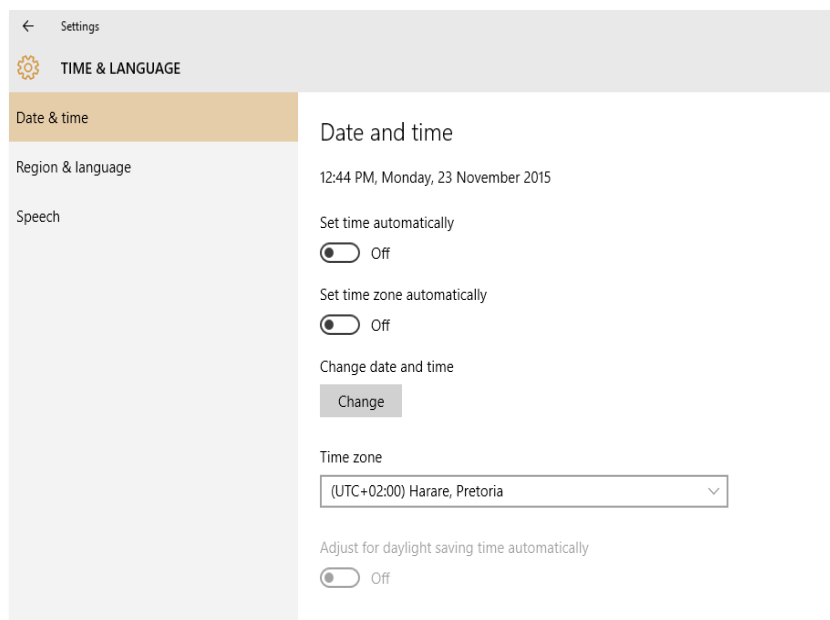 Settings
TIME & LANGUAGE
Date & time
Region & language
Speech
Date and time
12:44 PM, Monday, 23 November 2015
Set time automatically
Off
Set time zone automatically
Off
Change date and time
Change
Time zone
(UTC+02:00) Harare, Pretoria
Adjust for daylight saving time automatically
Off